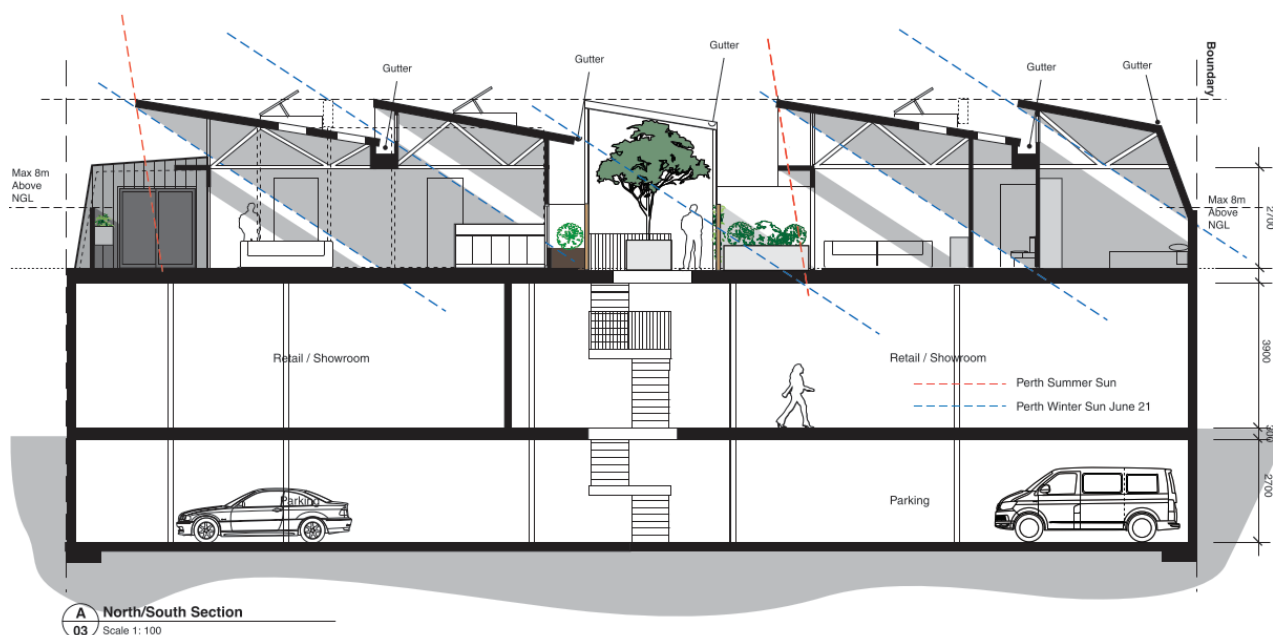 Gutter
Gutter
Gutter
Gutter
Gutter
Boundary
Max 8m
Above
NGL
Max 8m
Above
NGL
2700
Retail / Showroom
Retail / Showroom
3900
Perth Summer Sun
Perth Winter Sun June 21
300
Parking
Parking
2700
A
03
North/South Section
Scale 1: 100